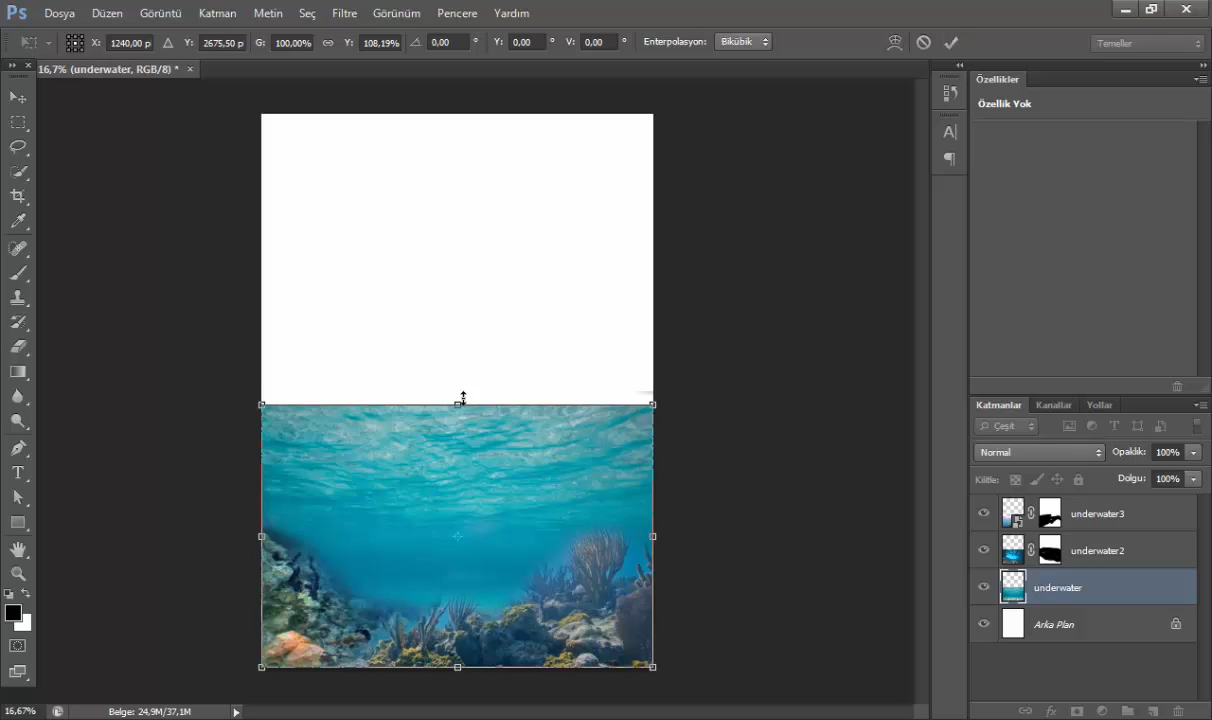 Ps Dosya Düzen Görüntü Katman Metin Seç Filtre Görünüm Pencere Yardım
X: 1240,00 p Y: 2675,50 p G: 100,00% Y: 108,19% 0,00 ° Y: 0,00 ° V: 0,00 ° Enterpolasyon: Bikübik Temeller
16,7% (underwater, RGB/8) * ×
Özellikler
Özellik Yok
Katmanlar Kanallar Yollar
Çeşit
Normal Opaklık: 100%
Kilitle: Dolgu: 100%
underwater3
underwater2
underwater
Arka Plan
16,67% Belge: 24,9M/37,1M